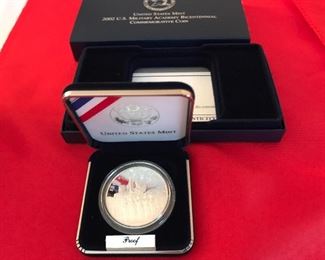 UNITED STATES MINT
2002 U.S. MILITARY ACADEMY BICENTENNIAL
COMMEMORATIVE COIN
UNITED STATES MINT
Proof